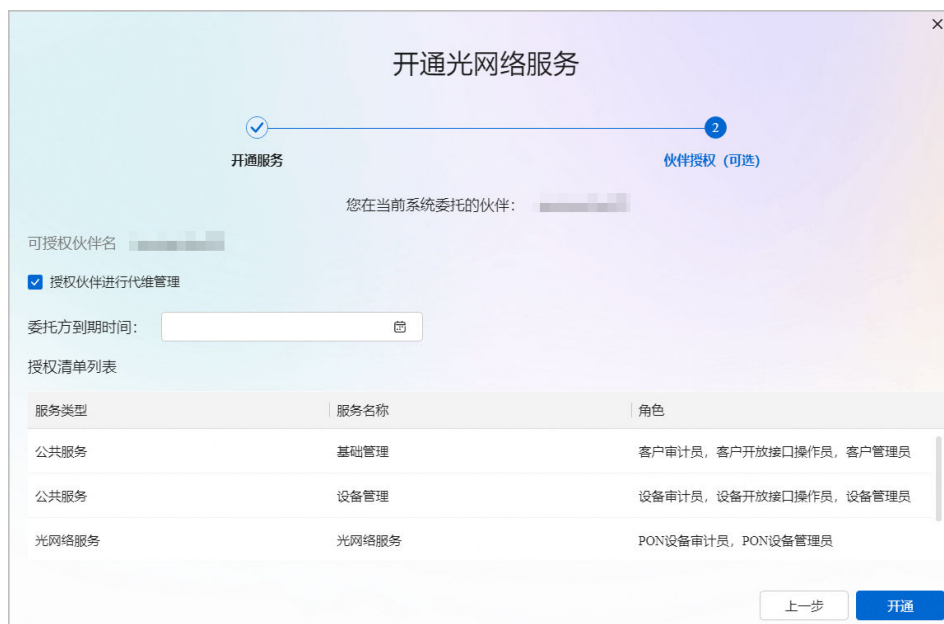 开通光网络服务
2
开通服务
伙伴授权（可选）
您在当前系统委托的伙伴：
可授权伙伴名
授权伙伴进行代维管理
委托方到期时间：
授权清单列表
服务类型 服务名称 角色
公共服务 基础管理 客户审计员，客户开放接口操作员，客户管理员
公共服务 设备管理 设备审计员，设备开放接口操作员，设备管理员
光网络服务 光网络服务 PON设备审计员，PON设备管理员
上一步 开通